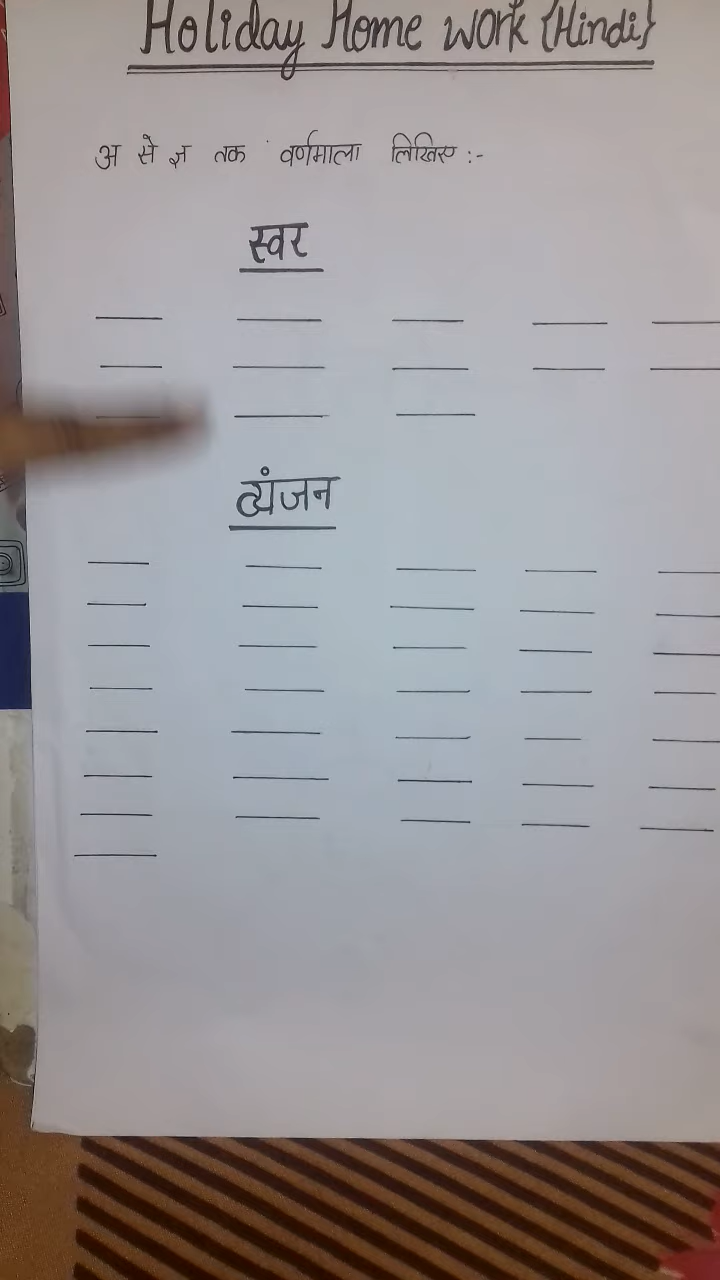 Holiday Home work {Hindi}
अ से ज्ञ तक वर्णमाला लिखिए :-
स्वर
व्यंजन